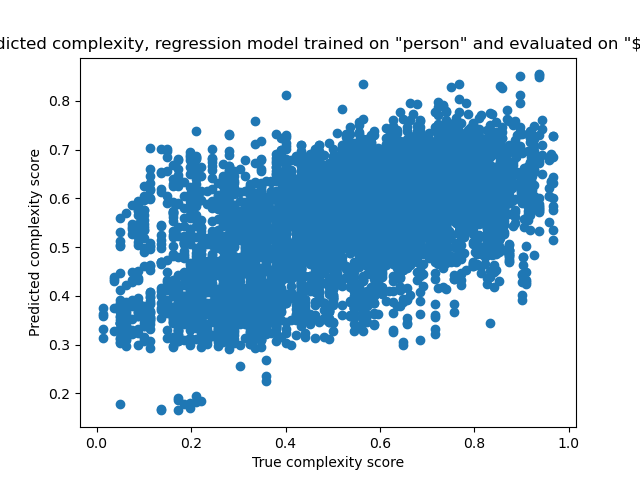 dicted complexity, regression model trained on "person" and evaluated on "$
Predicted complexity score
0.8
0.7
0.6
0.5
0.4
0.3
0.2
0.0 0.2 0.4 0.6 0.8 1.0
True complexity score